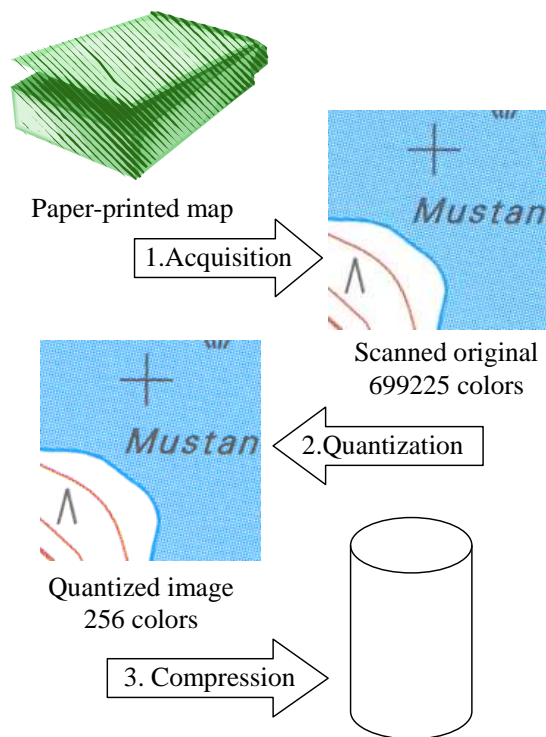 Paper-printed map
1.Acquisition
Mustan
Scanned original
699225 colors
Mustan
2.Quantization
Quantized image
256 colors
3. Compression